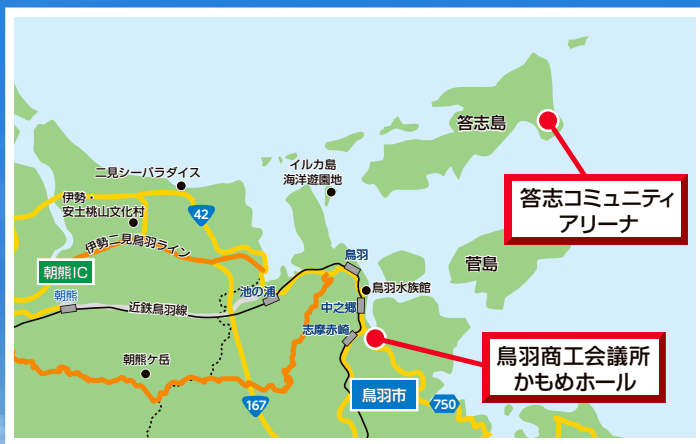 答志島
答志コミュニティ
アリーナ
イルカ島
海洋遊園地
二見シーパラダイス
伊勢・
安土桃山文化村
42
伊勢二見鳥羽ライン
菅島
朝熊IC
朝熊
近鉄鳥羽線
池の浦
鳥羽
鳥羽水族館
中之郷
志摩赤崎
鳥羽商工会議所
かもめホール
朝熊ケ岳
鳥羽市
167
750